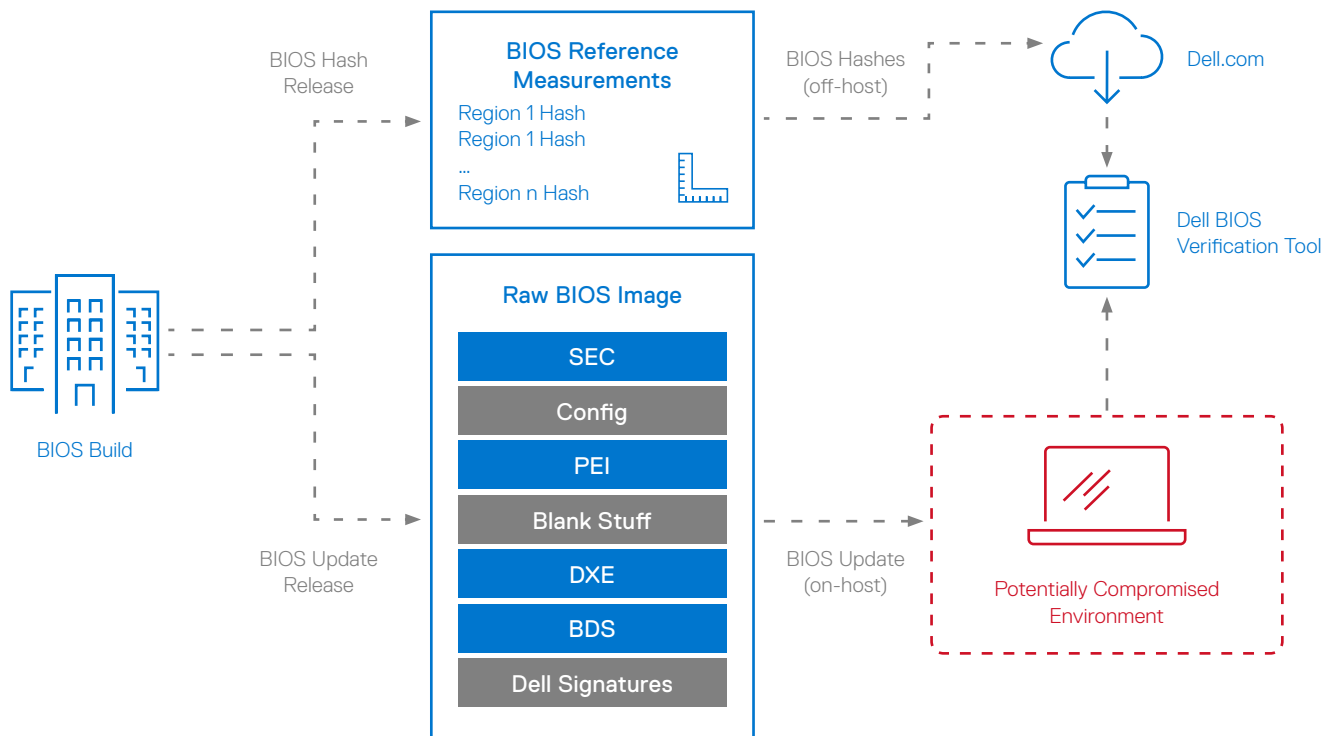 BIOS Hash
Release
BIOS Reference
Measurements
Region 1 Hash
Region 1 Hash
...
Region n Hash
BIOS Hashes
(off-host)
Dell.com
Dell BIOS
Verification Tool
BIOS Build
BIOS Update
Release
Raw BIOS Image
SEC
Config
PEI
Blank Stuff
DXE
BDS
Dell Signatures
BIOS Update
(on-host)
Potentially Compromised
Environment